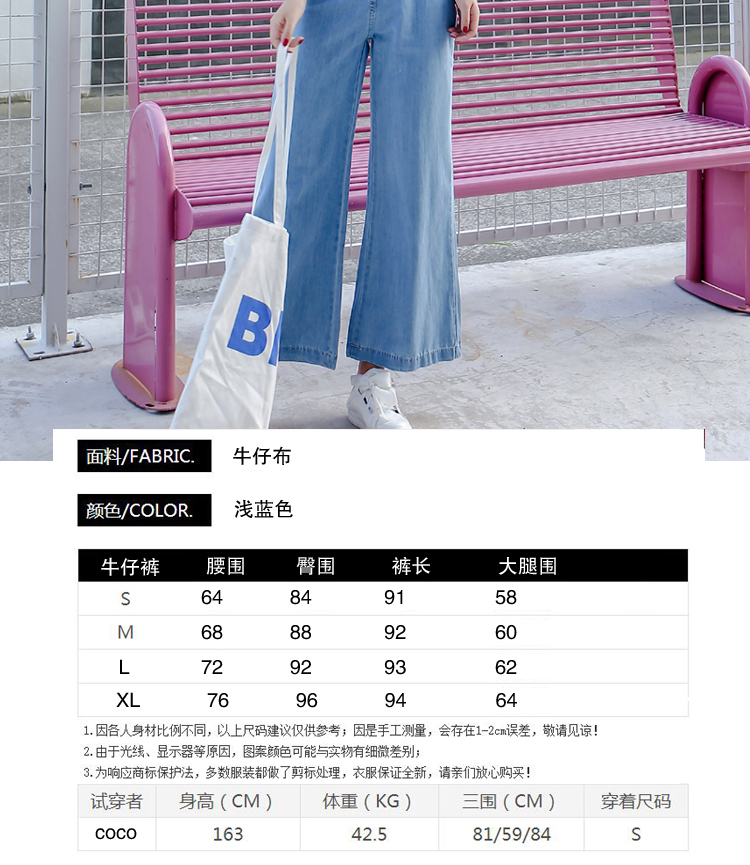 B
面料/FABRIC. 牛仔布
颜色/COLOR. 浅蓝色
牛仔裤 腰围 臀围 裤长 大腿围
S 64 84 91 58
M 68 88 92 60
L 72 92 93 62
XL 76 96 94 64
1.因各人身材比例不同，以上尺码建议仅供参考；因是手工测量，会存在1-2cm误差，敬请见谅！
2.由于光线、显示器等原因，图案颜色可能与实物有细微差别；
3.为响应商标保护法，多数服装都做了剪标处理，衣服保证全新，请亲们放心购买！
试穿者 身高（CM） 体重（KG） 三围（CM） 穿着尺码
coco 163 42.5 81/59/84 S